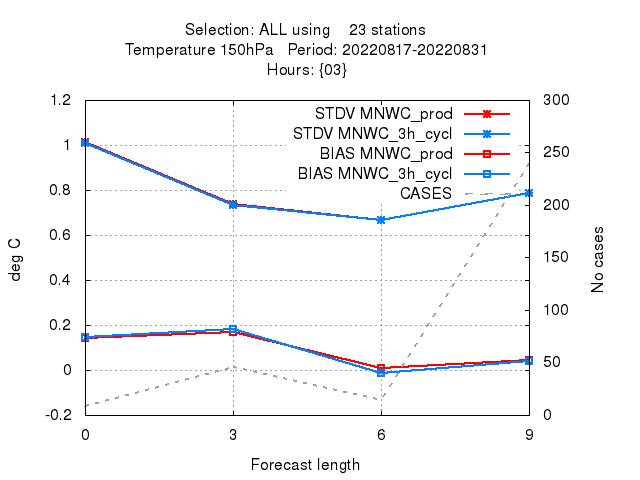 Selection: ALL using    23 stations
Temperature 150hPa   Period: 20220817-20220831
Hours: {03}
1.2
1
0.8
0.6
0.4
0.2
0
-0.2
deg C
STDV MNWC_prod
STDV MNWC_3h_cycl
BIAS MNWC_prod
BIAS MNWC_3h_cycl
CASES
300
250
200
150
100
50
0
No cases
0 3 6 9
Forecast length